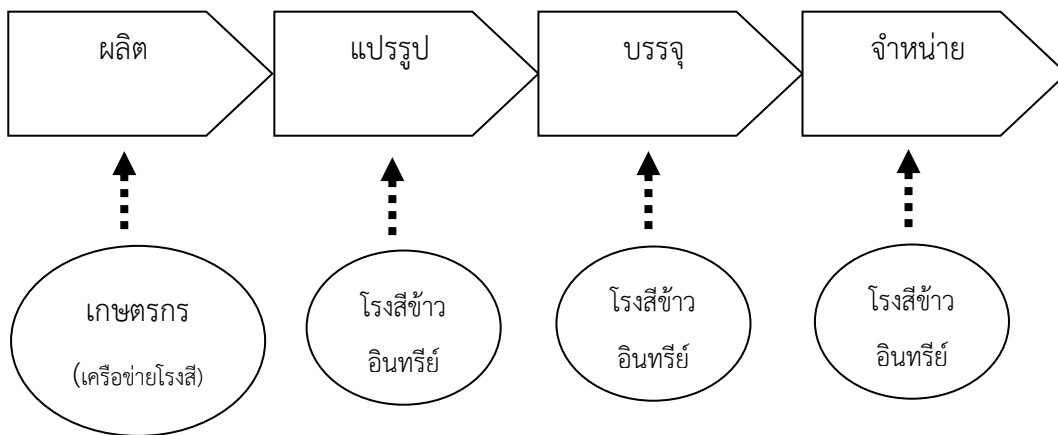 ผลิต
แปรรูป
บรรจุ
จำหน่าย
เกษตรกร
(เครือข่ายโรงสี)
โรงสีข้าว
อินทรีย์
โรงสีข้าว
อินทรีย์
โรงสีข้าว
อินทรีย์